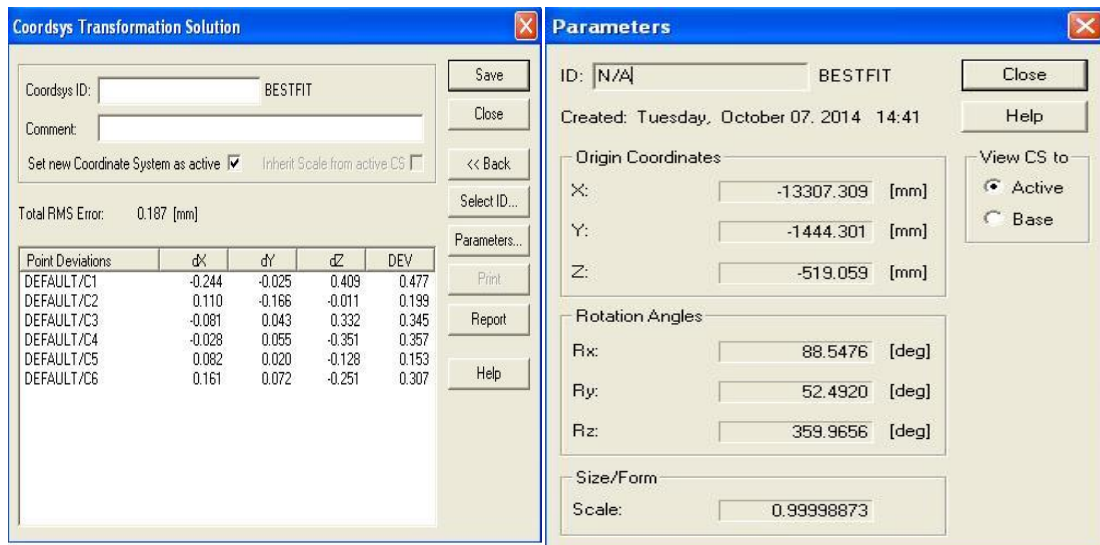 Coordsys Transformation Solution
Coordsys ID: BESTFIT
Comment:
Set new Coordinate System as active Inherit Scale from active CS
Total RMS Error: 0.187 [mm]
Point Deviations dX dY dZ DEV
DEFAULT/C1 -0.244 -0.025 0.409 0.477
DEFAULT/C2 0.110 -0.166 -0.011 0.199
DEFAULT/C3 -0.081 0.043 0.332 0.345
DEFAULT/C4 -0.028 0.055 -0.351 0.357
DEFAULT/C5 0.082 0.020 -0.128 0.153
DEFAULT/C6 0.161 0.072 -0.251 0.307
Save
Close
<< Back
Select ID...
Parameters...
Print
Report
Help
Parameters
ID: N/A BESTFIT
Created: Tuesday, October 07. 2014 14:41
Origin Coordinates
X: -13307.309 [mm]
Y: -1444.301 [mm]
Z: -519.059 [mm]
Rotation Angles
Rx: 88.5476 [deg]
Ry: 52.4920 [deg]
Rz: 359.9656 [deg]
Size/Form
Scale: 0.99998873
Close
Help
View CS to
Active
Base